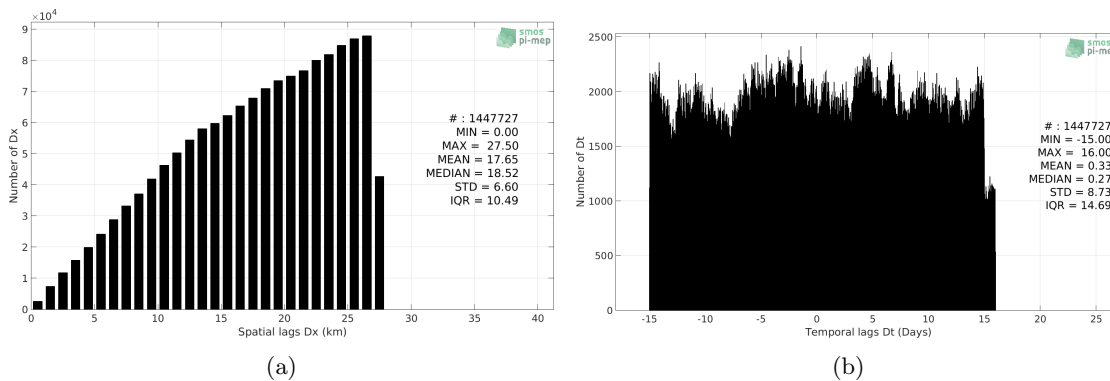 ×10⁴
9
8
7
6
5
4
3
2
1
0
Number of Dx
0 5 10 15 20 25 30 35 40
Spatial lags Dx (km)
smos
pi-mep
# : 1447727
MIN = 0.00
MAX = 27.50
MEAN = 17.65
MEDIAN = 18.52
STD = 6.60
IQR = 10.49
(a)
2500
2000
1500
1000
500
0
Number of Dt
-15 -10 -5 0 5 10 15 20 25
Temporal lags Dt (Days)
smos
pi-mep
# : 1447727
MIN = -15.00
MAX = 16.00
MEAN = 0.33
MEDIAN = 0.27
STD = 8.73
IQR = 14.69
(b)